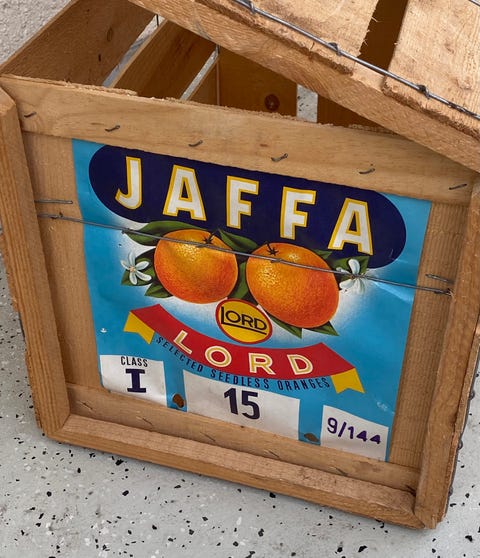 JAFFA
LORD
LORD
SELECTED SEEDLESS ORANGES
CLASS
I
15
9/144